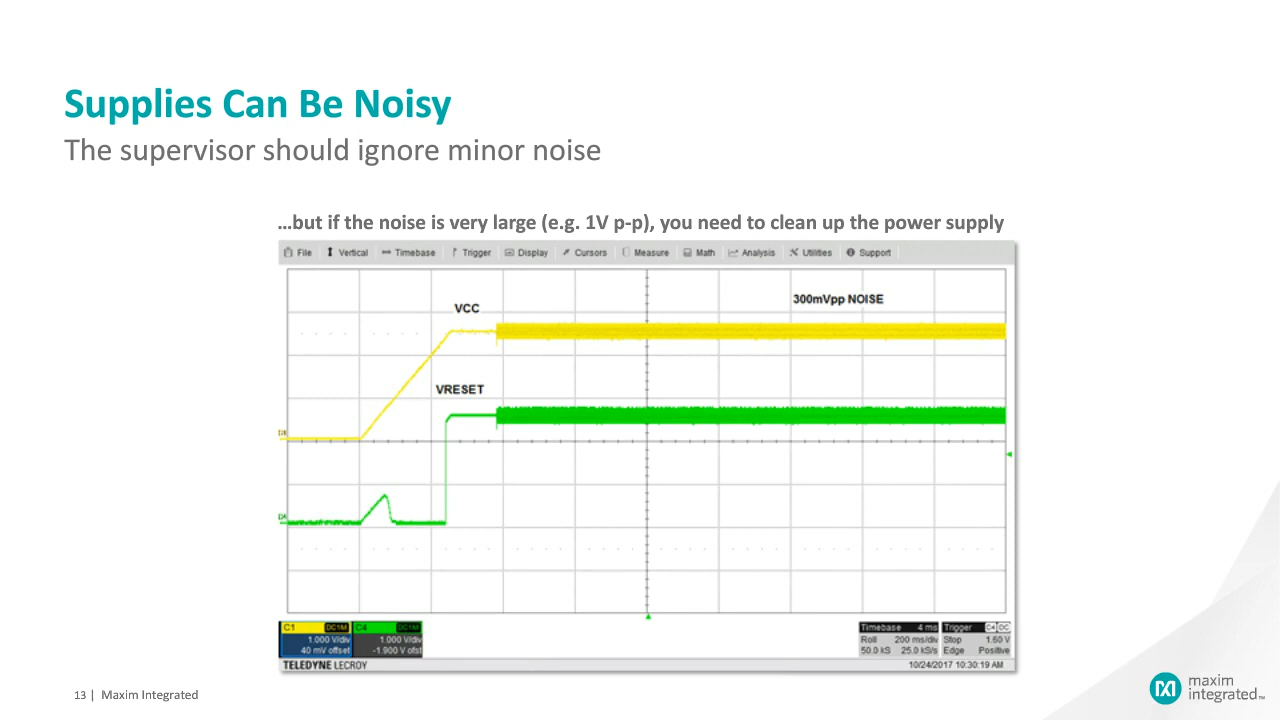 Supplies Can Be Noisy
The supervisor should ignore minor noise
…but if the noise is very large (e.g. 1V p-p), you need to clean up the power supply
File Vertical Timebase Trigger Display Cursors Measure Math Analysis Utilities Support
300mVpp NOISE
VCC
VRESET
C1 DC1M C4 DC1M
1.000 V/div 1.000 V/div
40 mV offset -1.900 V ofst
Timebase 4 ms Trigger C4 DC
Roll 200 ms/div Stop 1.60 V
50.0 kS 25.0 kS/s Edge Positive
TELEDYNE LECROY
10/24/2017 10:30:19 AM
13 | Maxim Integrated
maxim
integrated™